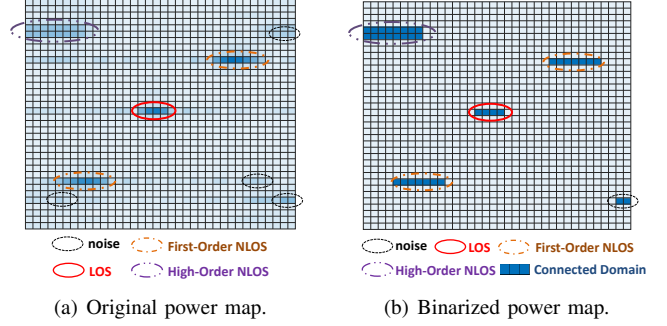 noise First-Order NLOS
LOS High-Order NLOS
(a) Original power map.
noise LOS First-Order NLOS
High-Order NLOS Connected Domain
(b) Binarized power map.